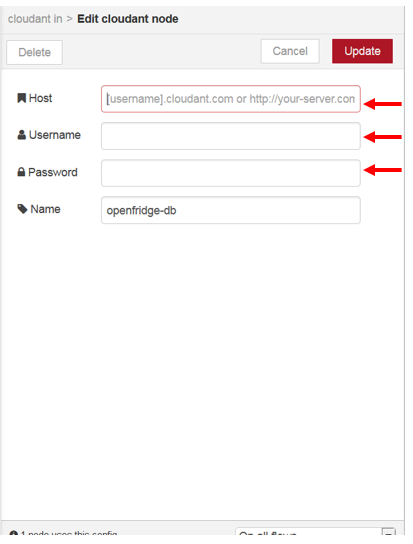 cloudant in > Edit cloudant node
Delete
Cancel
Update
Host
[username].cloudant.com or http://your-server.con
Username
Password
Name
openfridge-db
1 node uses this config
On all flows